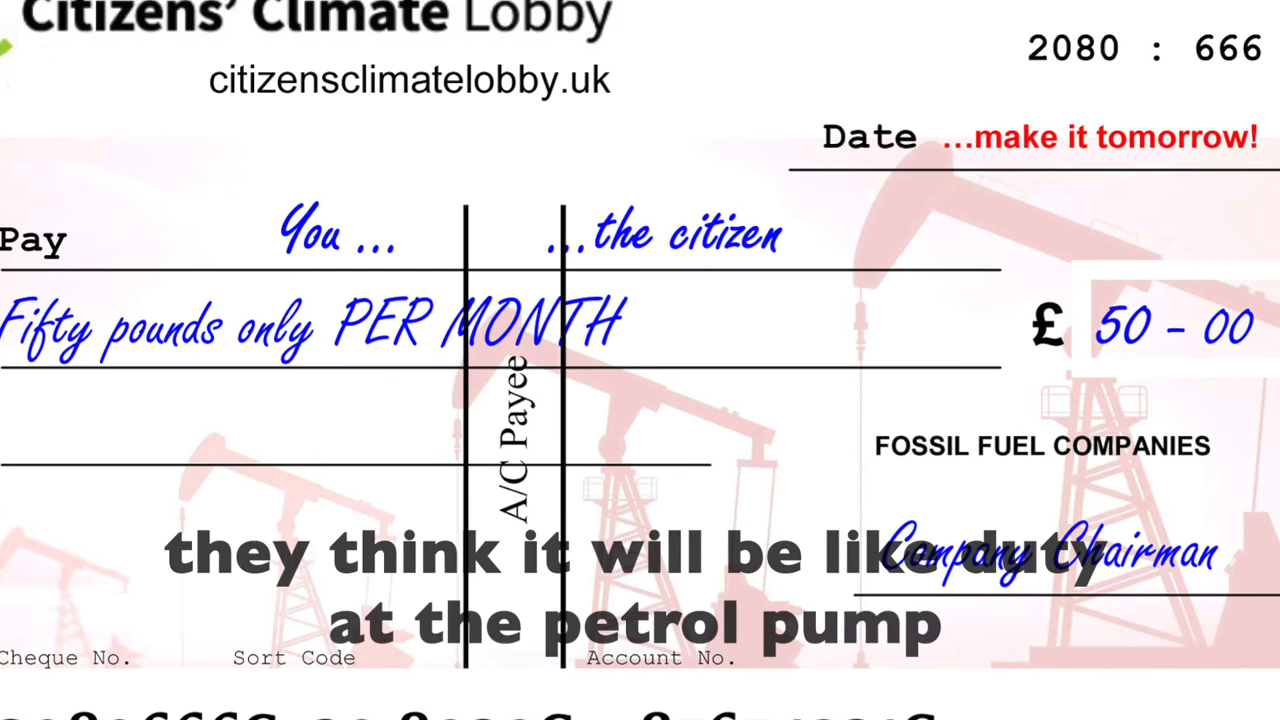 Citizens' Climate Lobby
citizensclimatelobby.uk
2080 : 666
Date ...make it tomorrow!
Pay You ... ...the citizen
Fifty pounds only PER MONTH
£ 50 - 00
A/C Payee
FOSSIL FUEL COMPANIES
Company Chairman
they think it will be like duty
at the petrol pump
Cheque No. Sort Code Account No.